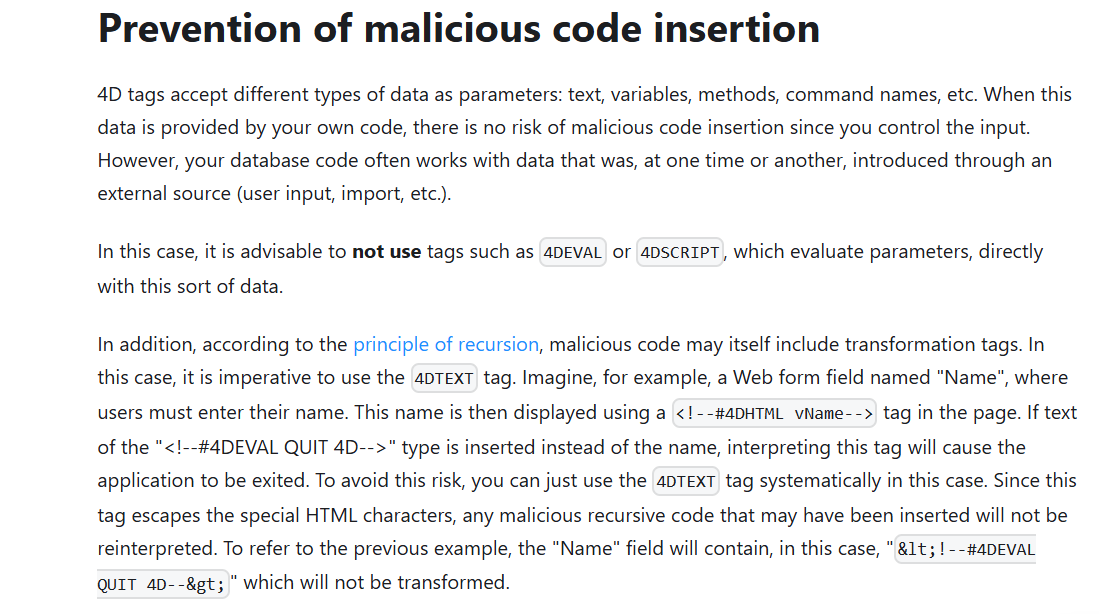 Prevention of malicious code insertion
4D tags accept different types of data as parameters: text, variables, methods, command names, etc. When this
data is provided by your own code, there is no risk of malicious code insertion since you control the input.
However, your database code often works with data that was, at one time or another, introduced through an
external source (user input, import, etc.).
In this case, it is advisable to not use tags such as 4DEVAL or 4DSCRIPT, which evaluate parameters, directly
with this sort of data.
In addition, according to the principle of recursion, malicious code may itself include transformation tags. In
this case, it is imperative to use the 4DTEXT tag. Imagine, for example, a Web form field named "Name", where
users must enter their name. This name is then displayed using a <!--#4DHTML vName--> tag in the page. If text
of the "<!--#4DEVAL QUIT 4D-->" type is inserted instead of the name, interpreting this tag will cause the
application to be exited. To avoid this risk, you can just use the 4DTEXT tag systematically in this case. Since this
tag escapes the special HTML characters, any malicious recursive code that may have been inserted will not be
reinterpreted. To refer to the previous example, the "Name" field will contain, in this case, "&lt;!--#4DEVAL
QUIT 4D--&gt;" which will not be transformed.